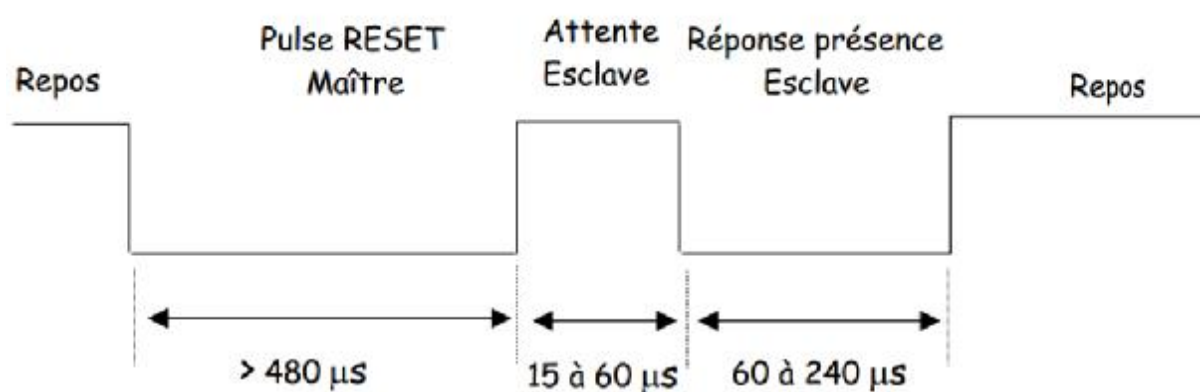 Repos
Pulse RESET
Maître
Attente
Esclave
Réponse présence
Esclave
Repos
> 480 µs
15 à 60 µs
60 à 240 µs